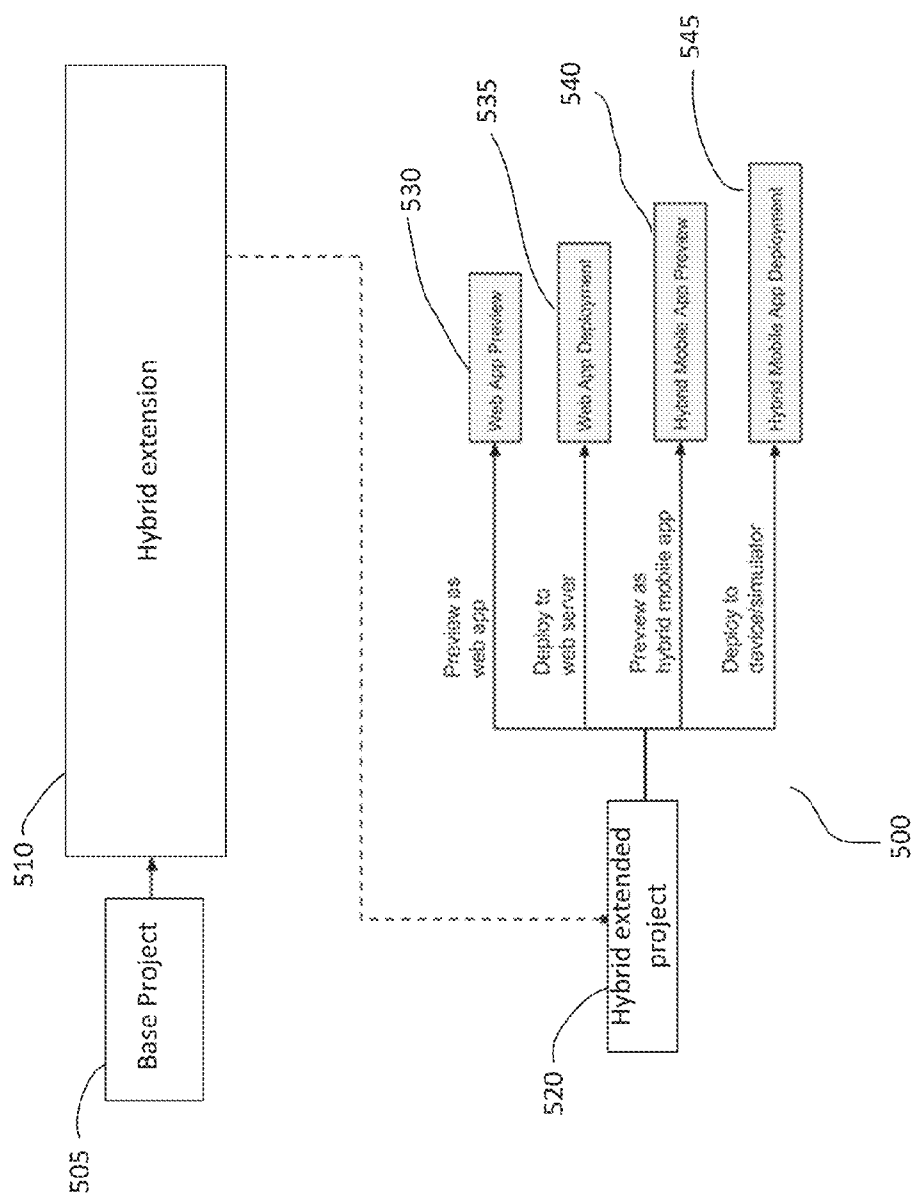 505
Base Project
510
Hybrid extension
520
Hybrid extended
project
500
Preview as
web app
530
Web App Preview
Deploy to
web server
535
Web App Deployment
Preview as
hybrid mobile app
540
Hybrid Mobile App Preview
Deploy to
device/simulator
545
Hybrid Mobile App Deployment